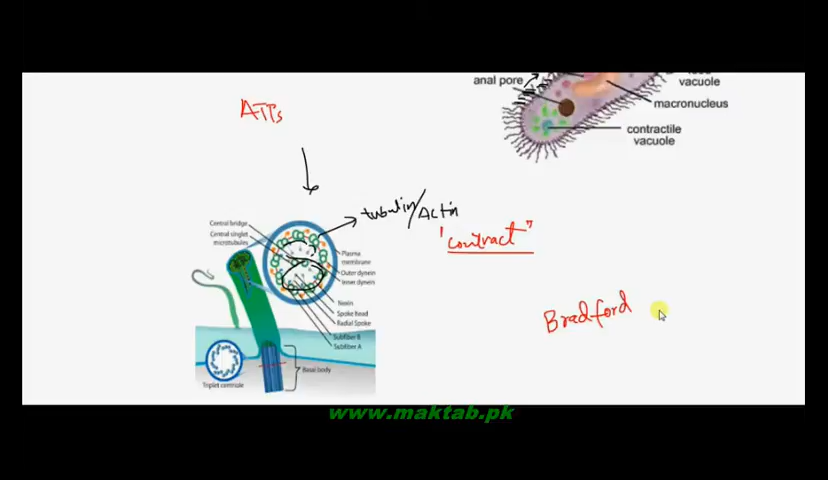 anal pore
vacuole
macronucleus
contractile
vacuole
ATPs
tubulin/Actin
"contract"
Central bridge
Central singlet
microtubules
Plasma
membrane
Outer dynein
Inner dynein
Nexin
Spoke head
Radial Spoke
Subfiber B
Subfiber A
Basal body
Triplet centriole
Bradford
www.maktab.pk